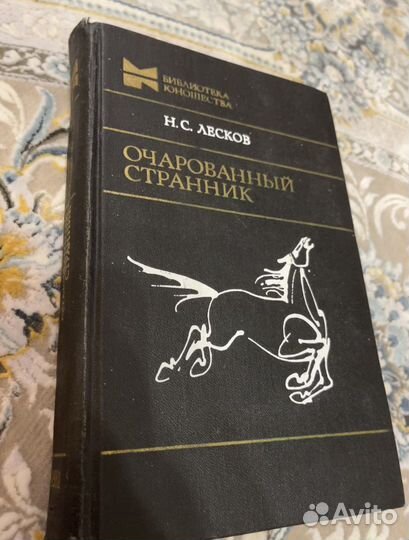 БИБЛИОТЕКА
ЮНОШЕСТВА
Н.С. ЛЕСКОВ
ОЧАРОВАННЫЙ
СТРАННИК
Avito